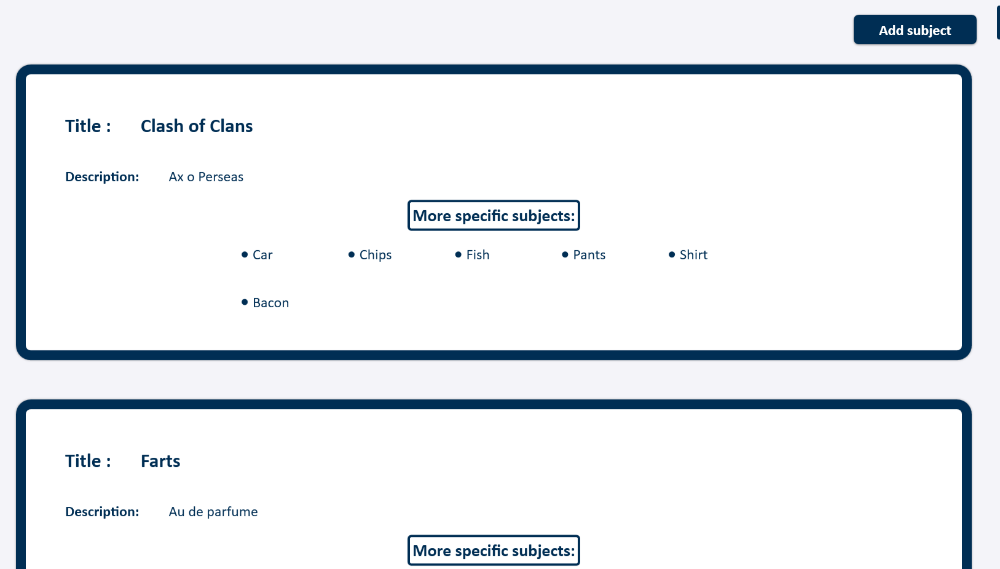 Add subject
Title : Clash of Clans
Description: Ax o Perseas
More specific subjects:
• Car • Chips • Fish • Pants • Shirt
• Bacon
Title : Farts
Description: Au de parfume
More specific subjects: